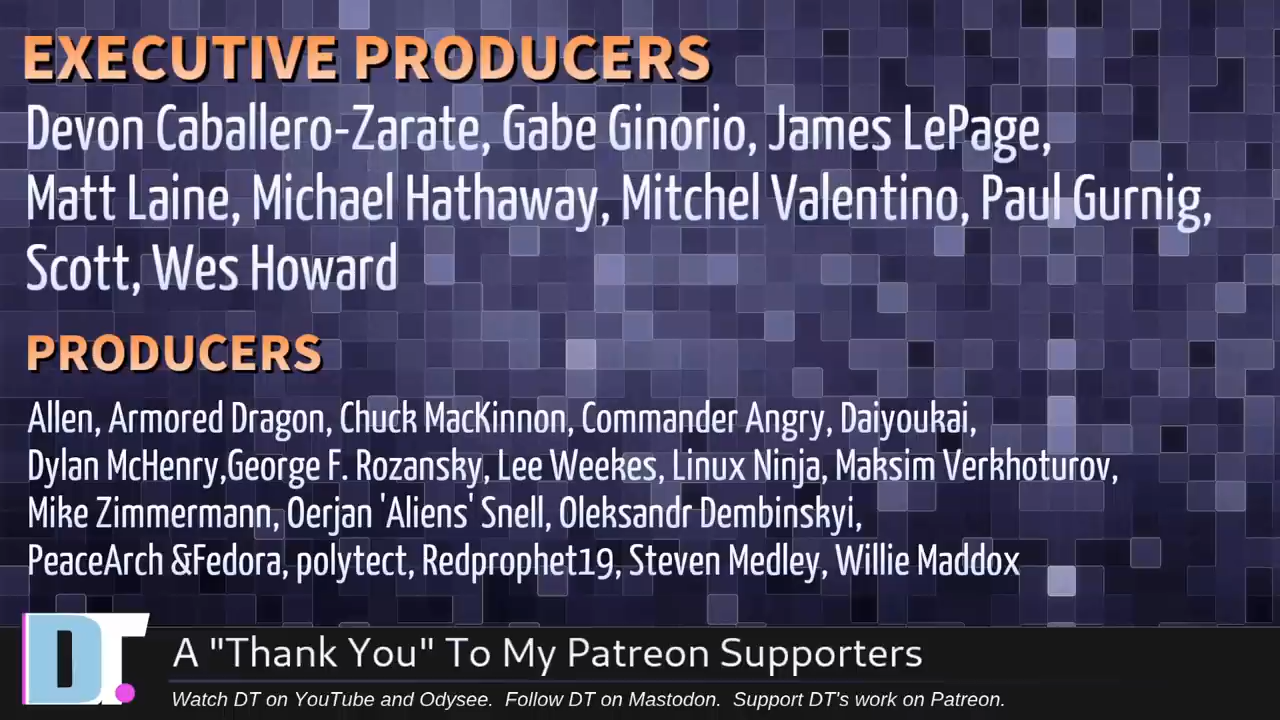 EXECUTIVE PRODUCERS
Devon Caballero-Zarate, Gabe Ginorio, James LePage,
Matt Laine, Michael Hathaway, Mitchel Valentino, Paul Gurnig,
Scott, Wes Howard
PRODUCERS
Allen, Armored Dragon, Chuck MacKinnon, Commander Angry, Daiyoukai,
Dylan McHenry,George F. Rozansky, Lee Weekes, Linux Ninja, Maksim Verkhoturov,
Mike Zimmermann, Oerjan 'Aliens' Snell, Oleksandr Dembinskyi,
PeaceArch &Fedora, polytect, Redprophet19, Steven Medley, Willie Maddox
DT
A "Thank You" To My Patreon Supporters
Watch DT on YouTube and Odysee. Follow DT on Mastodon. Support DT's work on Patreon.